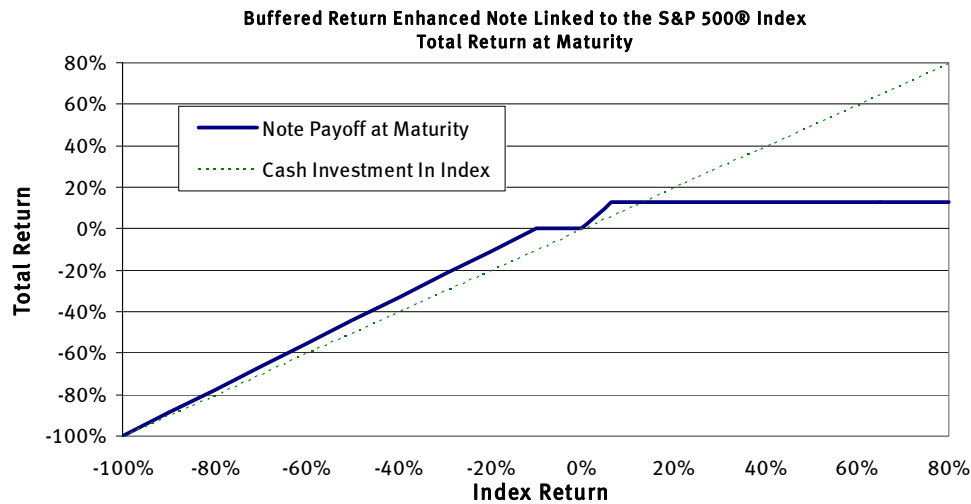 Buffered Return Enhanced Note Linked to the S&P 500® Index
Total Return at Maturity
80%
60%
40%
20%
0%
-20%
-40%
-60%
-80%
-100%
Total Return
Note Payoff at Maturity
Cash Investment In Index
-100% -80% -60% -40% -20% 0% 20% 40% 60% 80%
Index Return